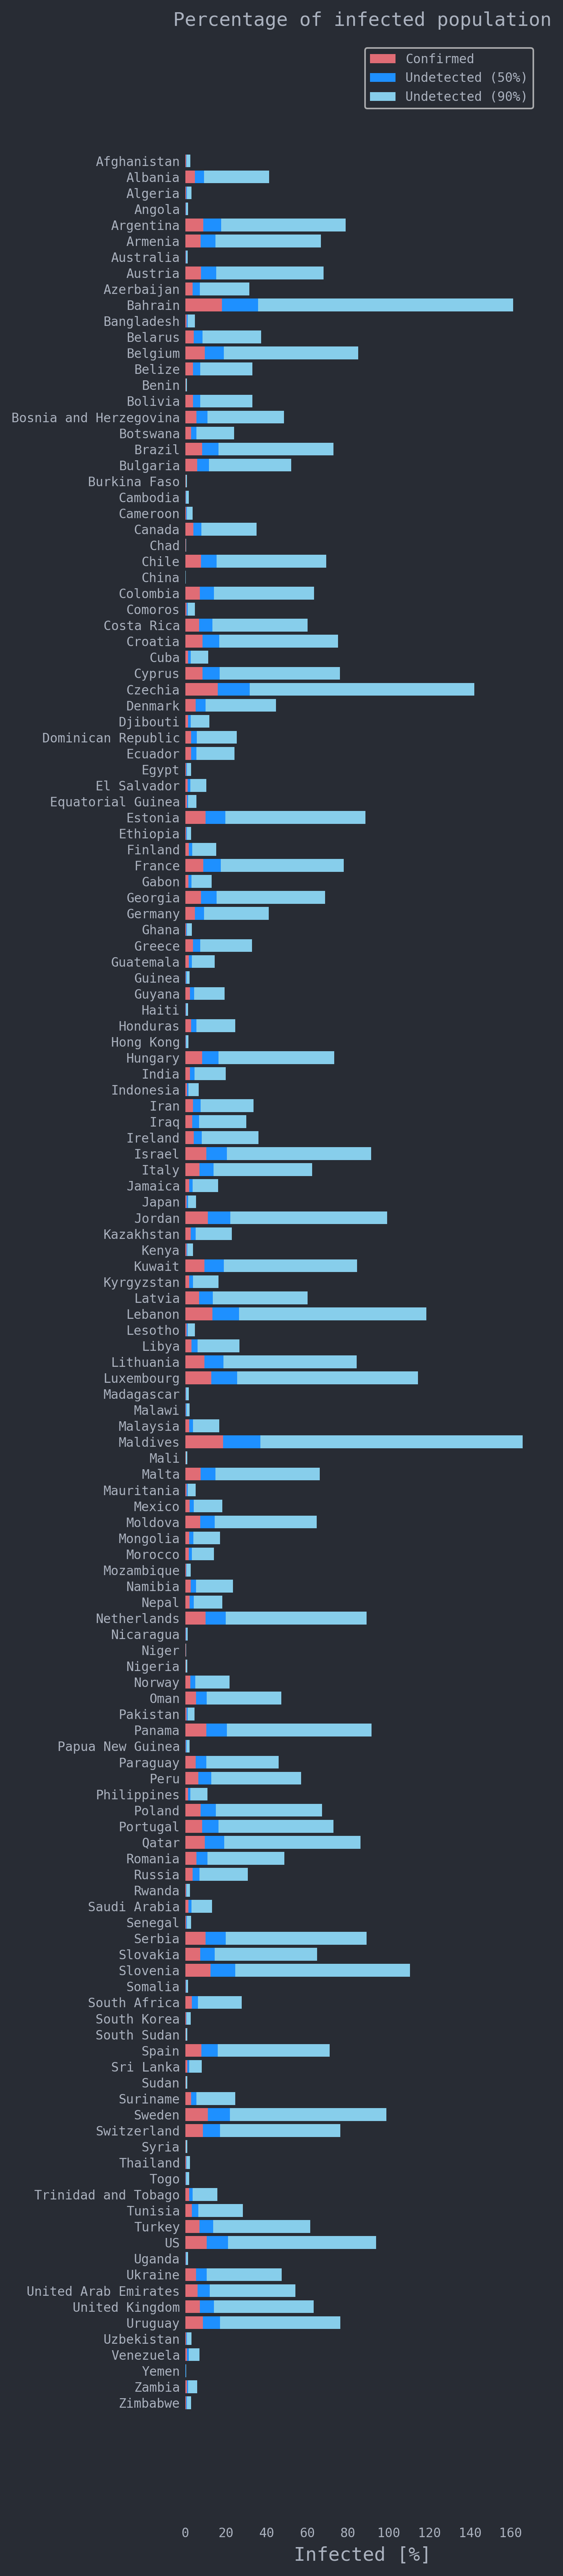 Percentage of infected population
Confirmed
Undetected (50%)
Undetected (90%)
Afghanistan
Albania
Algeria
Angola
Argentina
Armenia
Australia
Austria
Azerbaijan
Bahrain
Bangladesh
Belarus
Belgium
Belize
Benin
Bolivia
Bosnia and Herzegovina
Botswana
Brazil
Bulgaria
Burkina Faso
Cambodia
Cameroon
Canada
Chad
Chile
China
Colombia
Comoros
Costa Rica
Croatia
Cuba
Cyprus
Czechia
Denmark
Djibouti
Dominican Republic
Ecuador
Egypt
El Salvador
Equatorial Guinea
Estonia
Ethiopia
Finland
France
Gabon
Georgia
Germany
Ghana
Greece
Guatemala
Guinea
Guyana
Haiti
Honduras
Hong Kong
Hungary
India
Indonesia
Iran
Iraq
Ireland
Israel
Italy
Jamaica
Japan
Jordan
Kazakhstan
Kenya
Kuwait
Kyrgyzstan
Latvia
Lebanon
Lesotho
Libya
Lithuania
Luxembourg
Madagascar
Malawi
Malaysia
Maldives
Mali
Malta
Mauritania
Mexico
Moldova
Mongolia
Morocco
Mozambique
Namibia
Nepal
Netherlands
Nicaragua
Niger
Nigeria
Norway
Oman
Pakistan
Panama
Papua New Guinea
Paraguay
Peru
Philippines
Poland
Portugal
Qatar
Romania
Russia
Rwanda
Saudi Arabia
Senegal
Serbia
Slovakia
Slovenia
Somalia
South Africa
South Korea
South Sudan
Spain
Sri Lanka
Sudan
Suriname
Sweden
Switzerland
Syria
Thailand
Togo
Trinidad and Tobago
Tunisia
Turkey
US
Uganda
Ukraine
United Arab Emirates
United Kingdom
Uruguay
Uzbekistan
Venezuela
Yemen
Zambia
Zimbabwe
0 20 40 60 80 100 120 140 160
Infected [%]